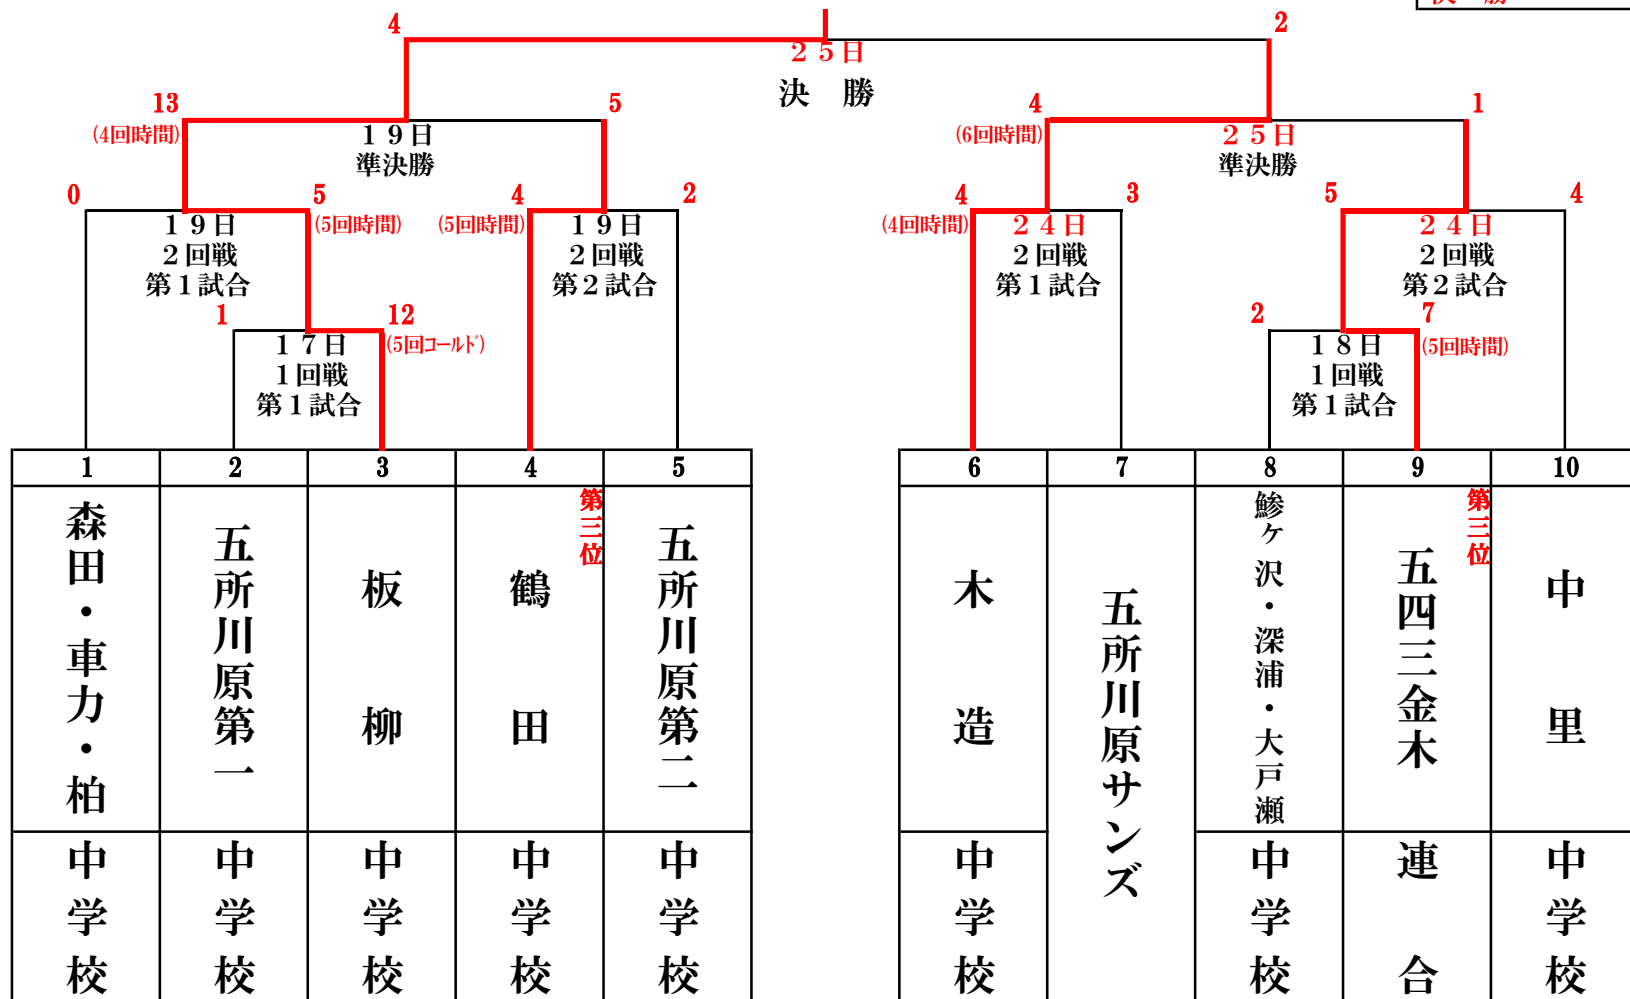 決 勝
4
２５日
決 勝
2
13
(4回時間)
１９日
準決勝
5
4
(6回時間)
２５日
準決勝
1
0
１９日
２回戦
第１試合
5
(5回時間)
4
(5回時間)
１９日
２回戦
第２試合
2
4
(4回時間)
２４日
２回戦
第１試合
3
5
２４日
２回戦
第２試合
4
1
１７日
１回戦
第１試合
12
(5回ｺｰﾙﾄﾞ)
2
１８日
１回戦
第１試合
7
(5回時間)
1
2
3
4
5
6
7
8
9
10
森田・車力・柏
中学校
五所川原第一
中学校
板柳
中学校
鶴田
第三位
中学校
五所川原第二
中学校
木造
中学校
五所川原サンズ
鯵ケ沢・深浦・大戸瀬
中学校
五四三金木
第三位
連合
中里
中学校